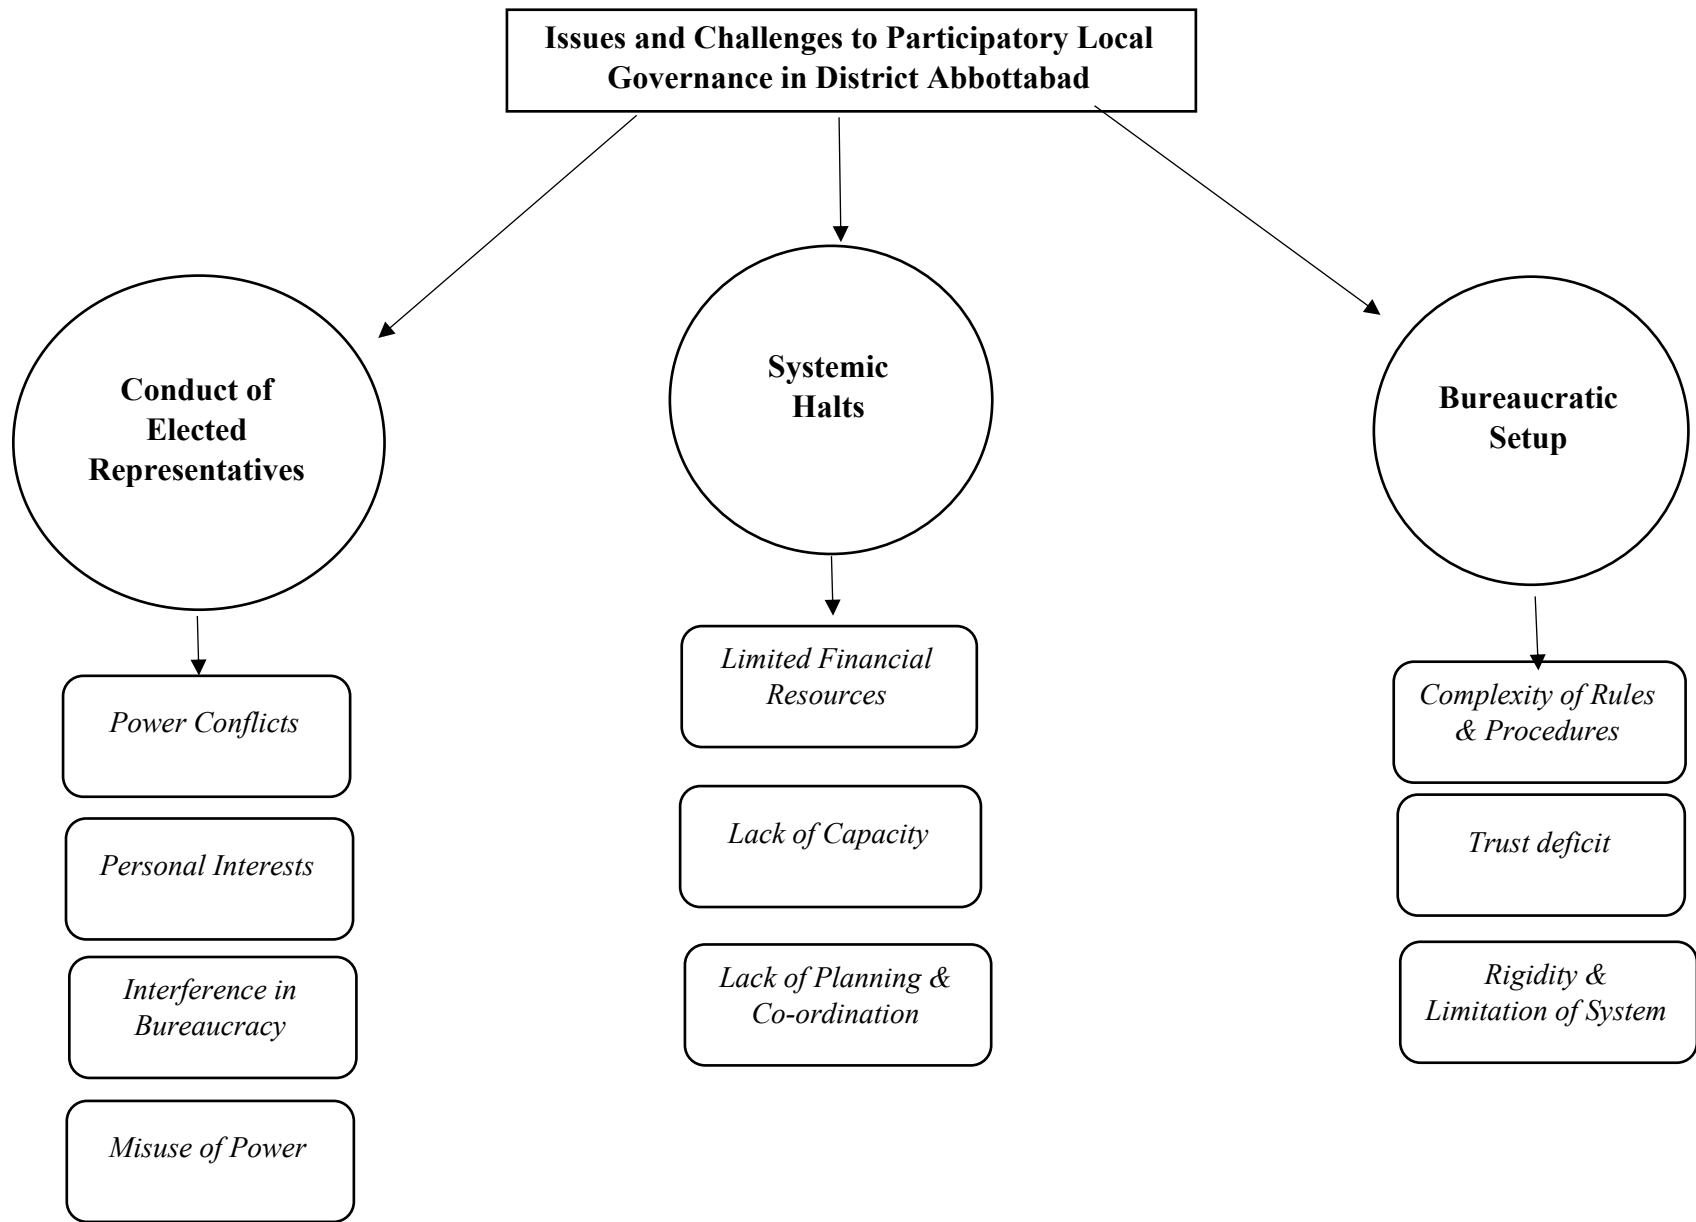 Issues and Challenges to Participatory Local
Governance in District Abbottabad
Conduct of
Elected
Representatives
Systemic
Halts
Bureaucratic
Setup
Power Conflicts
Personal Interests
Interference in
Bureaucracy
Misuse of Power
Limited Financial
Resources
Lack of Capacity
Lack of Planning &
Co-ordination
Complexity of Rules
& Procedures
Trust deficit
Rigidity &
Limitation of System